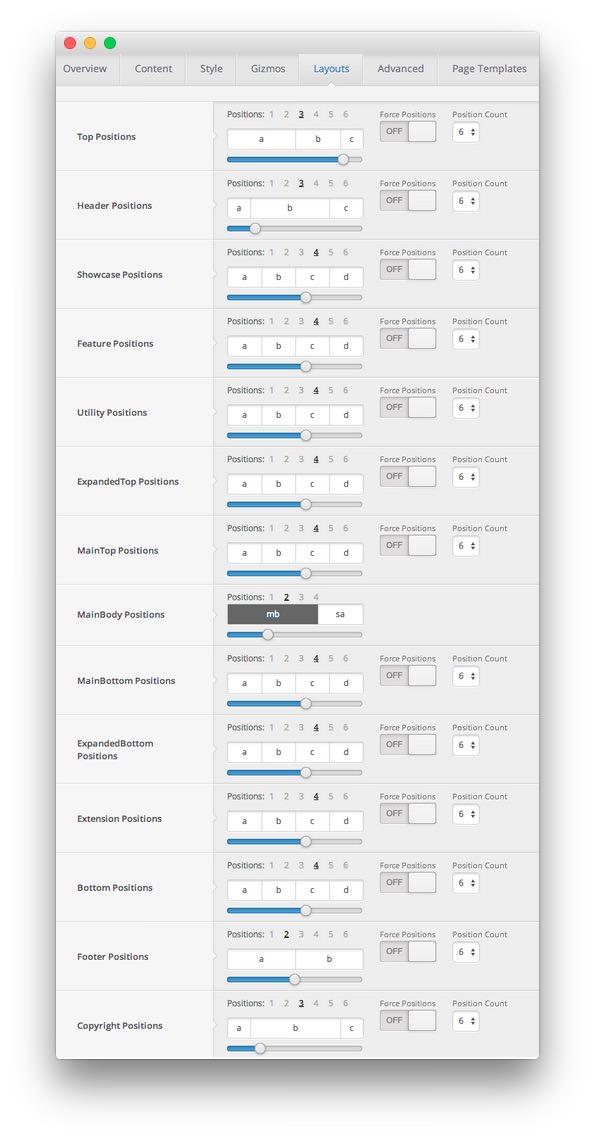 Overview Content Style Gizmos Layouts Advanced Page Templates
Positions: 1 2 3 4 5 6 Force Positions Position Count
Top Positions
a b c OFF 6
Positions: 1 2 3 4 5 6 Force Positions Position Count
Header Positions
a b c OFF 6
Positions: 1 2 3 4 5 6 Force Positions Position Count
Showcase Positions
a b c d OFF 6
Positions: 1 2 3 4 5 6 Force Positions Position Count
Feature Positions
a b c d OFF 6
Positions: 1 2 3 4 5 6 Force Positions Position Count
Utility Positions
a b c d OFF 6
Positions: 1 2 3 4 5 6 Force Positions Position Count
ExpandedTop Positions
a b c d OFF 6
Positions: 1 2 3 4 5 6 Force Positions Position Count
MainTop Positions
a b c d OFF 6
Positions: 1 2 3 4
MainBody Positions
mb sa
Positions: 1 2 3 4 5 6 Force Positions Position Count
MainBottom Positions
a b c d OFF 6
Positions: 1 2 3 4 5 6 Force Positions Position Count
ExpandedBottom
Positions
a b c d OFF 6
Positions: 1 2 3 4 5 6 Force Positions Position Count
Extension Positions
a b c d OFF 6
Positions: 1 2 3 4 5 6 Force Positions Position Count
Bottom Positions
a b c d OFF 6
Positions: 1 2 3 4 5 6 Force Positions Position Count
Footer Positions
a b OFF 6
Positions: 1 2 3 4 5 6 Force Positions Position Count
Copyright Positions
a b c OFF 6